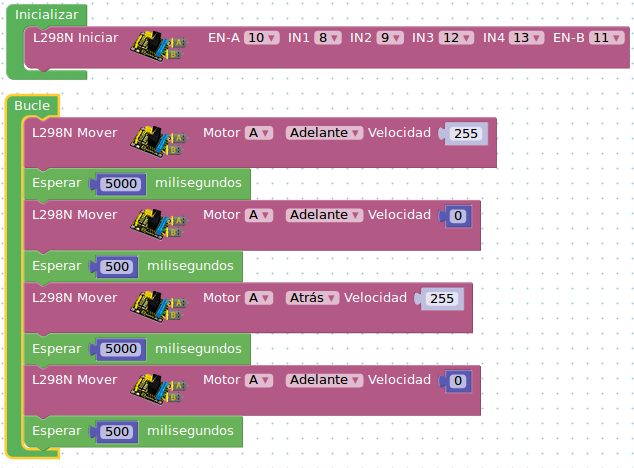 Inicializar
L298N Iniciar EN-A 10 IN1 8 IN2 9 IN3 12 IN4 13 EN-B 11
Bucle
L298N Mover Motor A Adelante Velocidad 255
Esperar 5000 milisegundos
L298N Mover Motor A Adelante Velocidad 0
Esperar 500 milisegundos
L298N Mover Motor A Atrás Velocidad 255
Esperar 5000 milisegundos
L298N Mover Motor A Adelante Velocidad 0
Esperar 500 milisegundos